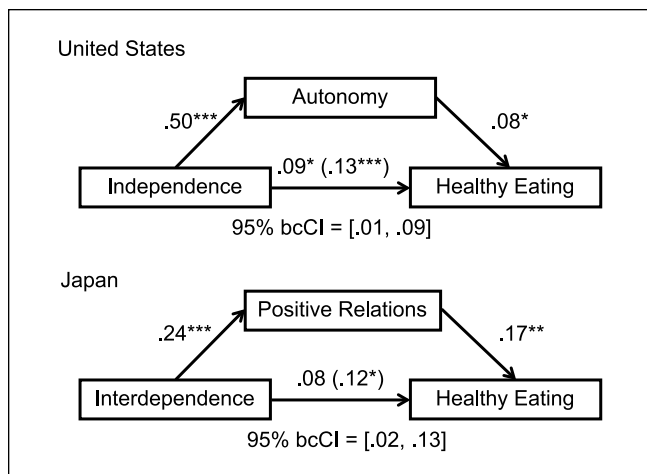 United States
Autonomy
.50***
.08*
.09* (.13***)
Independence
Healthy Eating
95% bcCI = [.01, .09]
Japan
Positive Relations
.24***
.17**
.08 (.12*)
Interdependence
Healthy Eating
95% bcCI = [.02, .13]